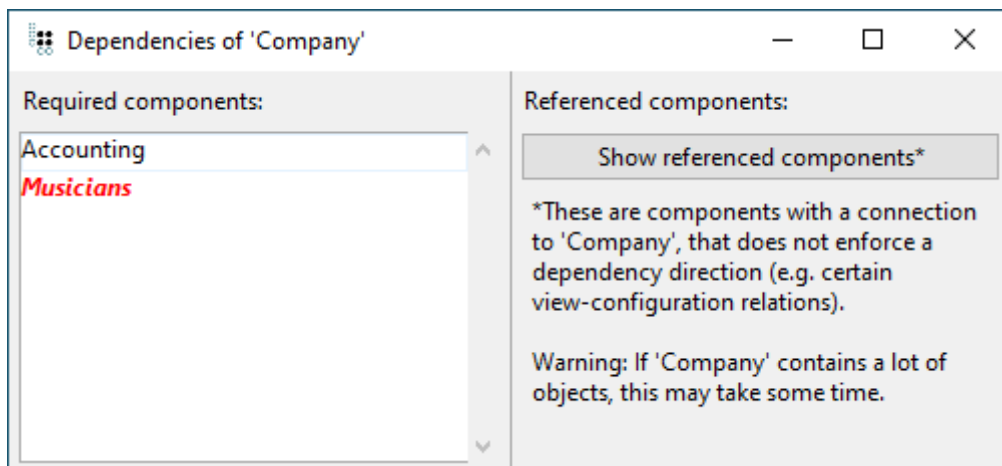 Dependencies of 'Company'
Required components:
Accounting
Musicians
Referenced components:
Show referenced components*
*These are components with a connection
to 'Company', that does not enforce a
dependency direction (e.g. certain
view-configuration relations).
Warning: If 'Company' contains a lot of
objects, this may take some time.